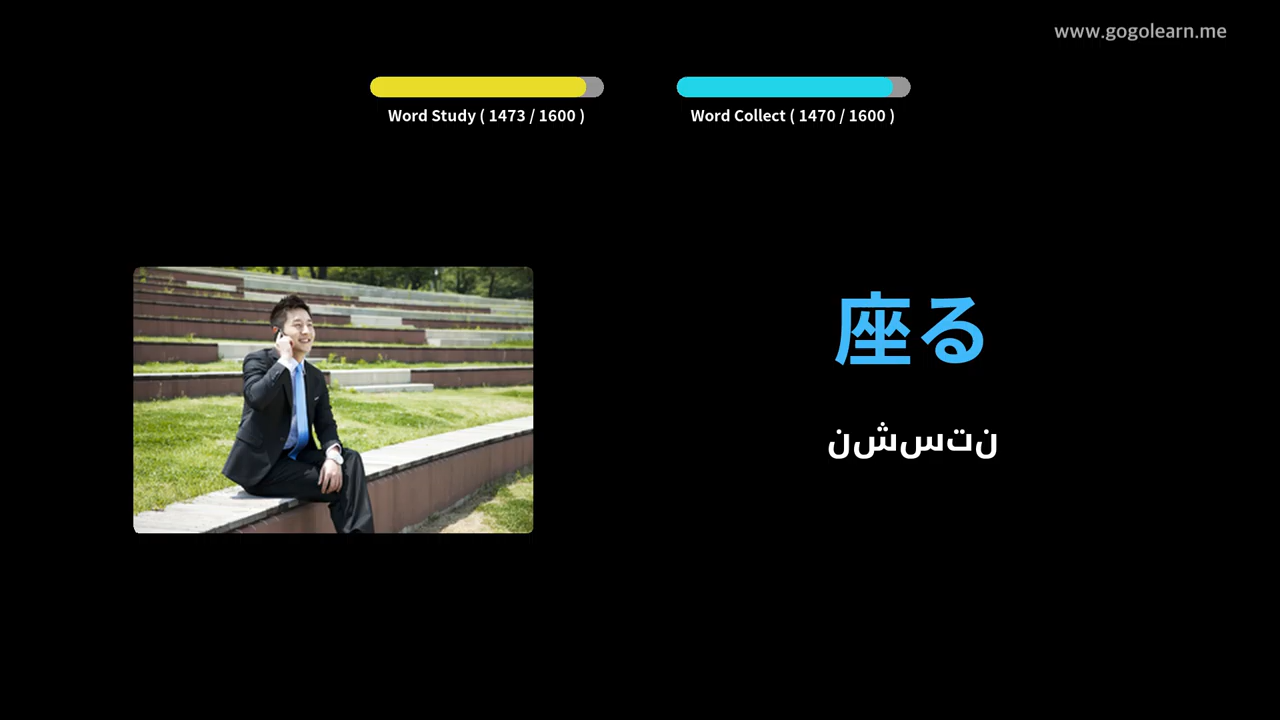 www.gogolearn.me
Word Study ( 1473 / 1600 )
Word Collect ( 1470 / 1600 )
座る
نشستن